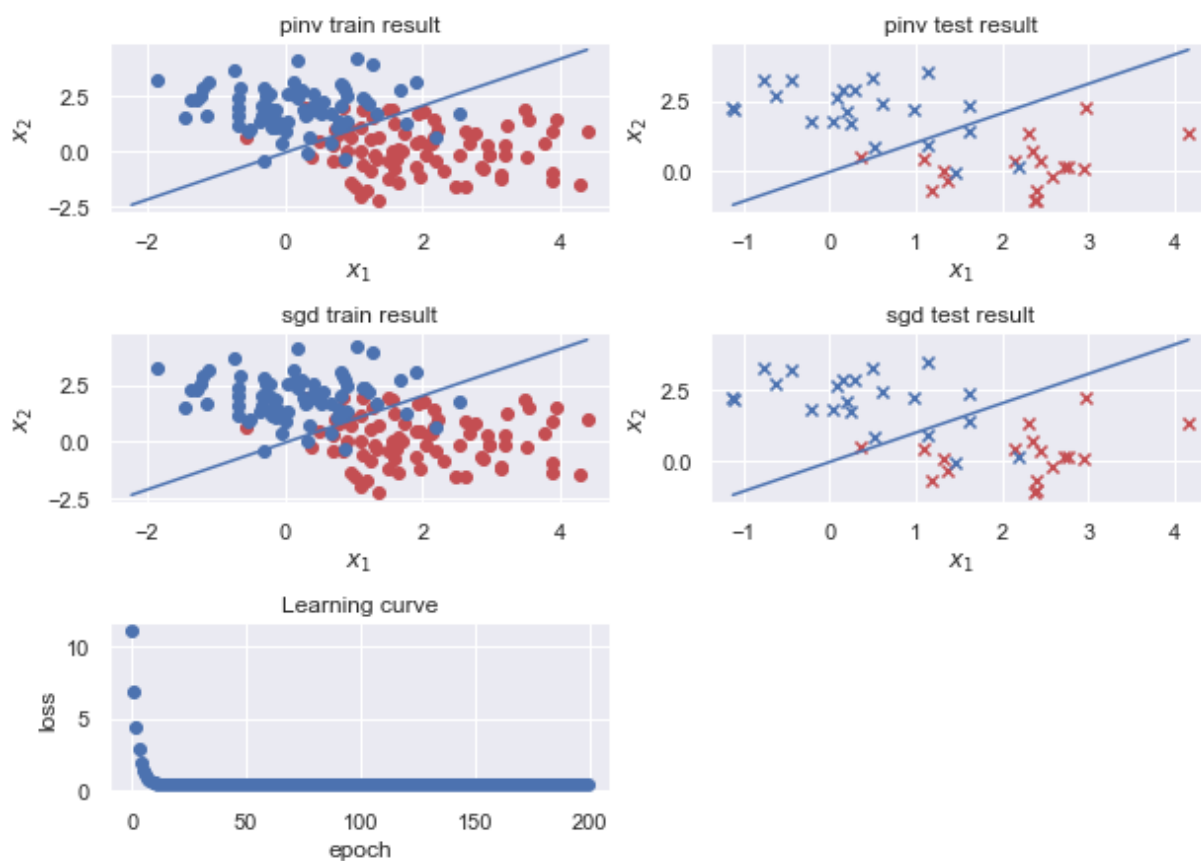 pinv train result
x₂
2.5
0.0
−2.5
−2 0 2 4
x₁
pinv test result
x₂
2.5
0.0
−1 0 1 2 3 4
x₁
sgd train result
x₂
2.5
0.0
−2.5
−2 0 2 4
x₁
sgd test result
x₂
2.5
0.0
−1 0 1 2 3 4
x₁
Learning curve
loss
10
5
0
0 50 100 150 200
epoch